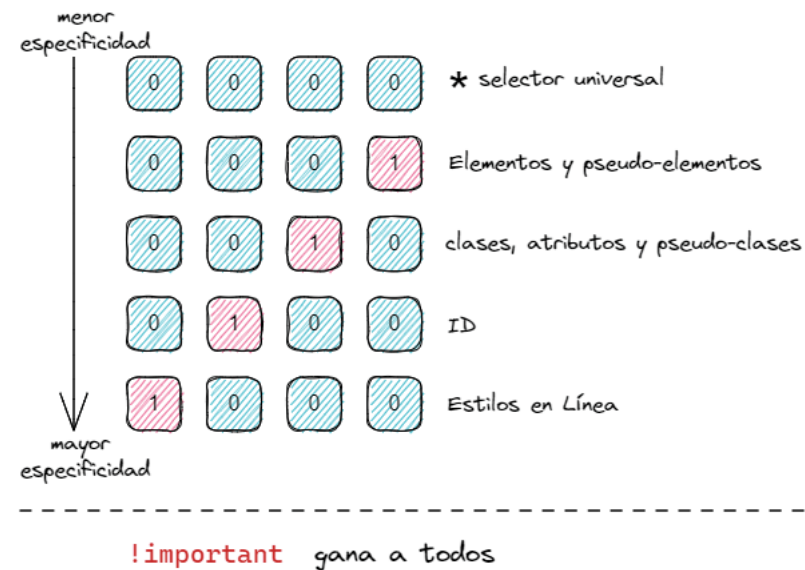 menor
especificidad
0 0 0 0 * selector universal
0 0 0 1 Elementos y pseudo-elementos
0 0 1 0 clases, atributos y pseudo-clases
0 1 0 0 ID
1 0 0 0 Estilos en Línea
mayor
especificidad
!important gana a todos